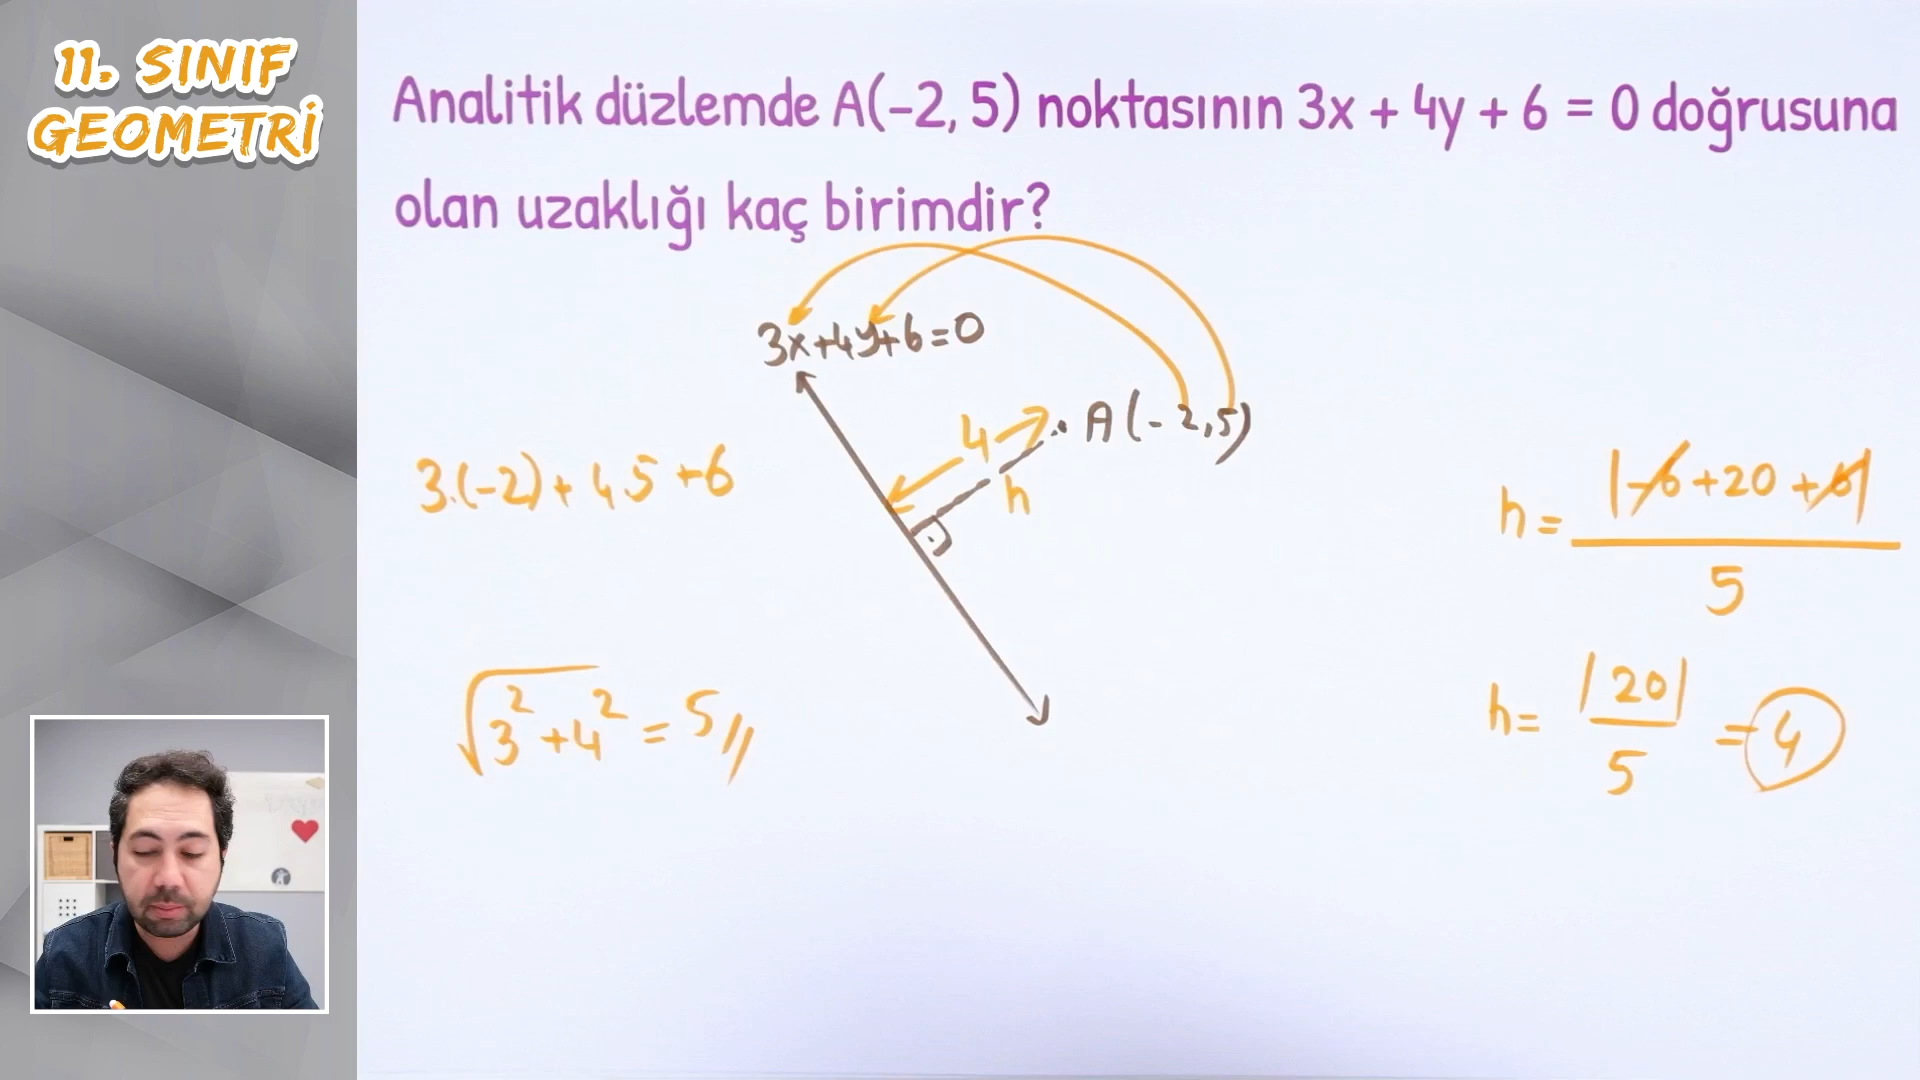 11. SINIF
GEOMETRİ
Analitik düzlemde A(-2, 5) noktasının 3x + 4y + 6 = 0 doğrusuna
olan uzaklığı kaç birimdir?
3x+4y+6=0
A(-2,5)
4
h
3.(-2)+4.5+6
√3²+4² = 5//
h = |-6+20+6|
5
h = |20| = 4
5